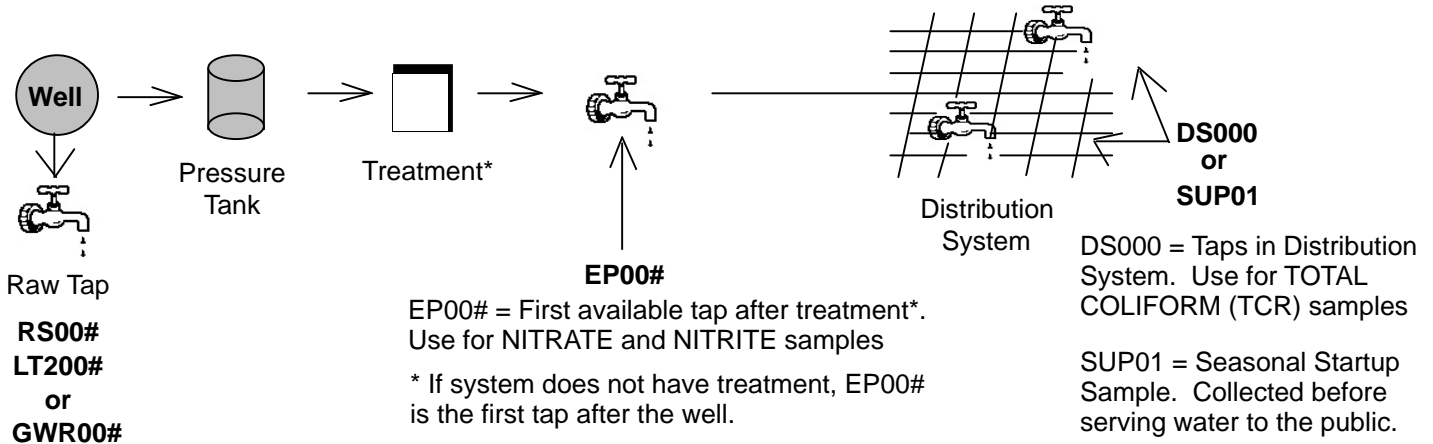 Well
Pressure
Tank
Treatment*
Raw Tap
RS00#
LT200#
or
GWR00#
EP00#
EP00# = First available tap after treatment*.
Use for NITRATE and NITRITE samples
* If system does not have treatment, EP00#
is the first tap after the well.
Distribution
System
DS000
or
SUP01
DS000 = Taps in Distribution
System. Use for TOTAL
COLIFORM (TCR) samples
SUP01 = Seasonal Startup
Sample. Collected before
serving water to the public.